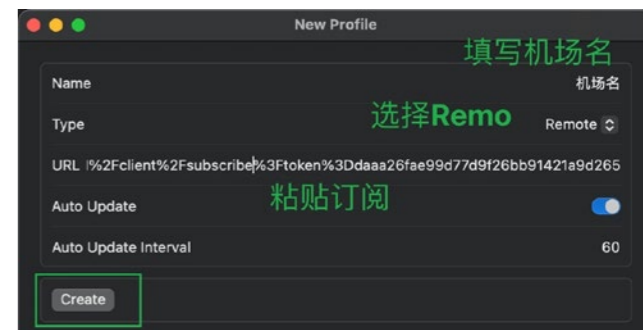 New Profile
填写机场名
Name 机场名
选择Remo
Type Remote
URL l%2Fclient%2Fsubscribe%3Ftoken%3Ddaaa26fae99d77d9f26bb91421a9d265
粘贴订阅
Auto Update
Auto Update Interval 60
Create